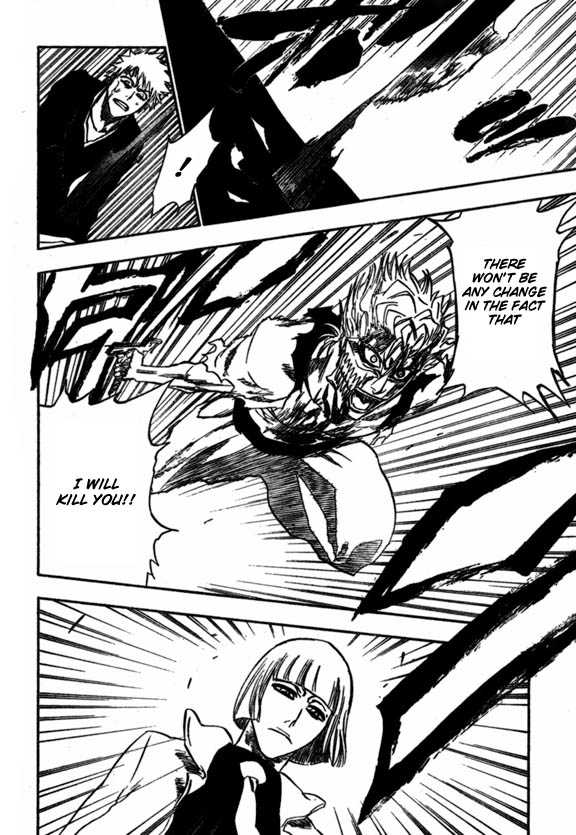 !
THERE
WON'T BE
ANY CHANGE
IN THE FACT
THAT
I WILL
KILL YOU!!